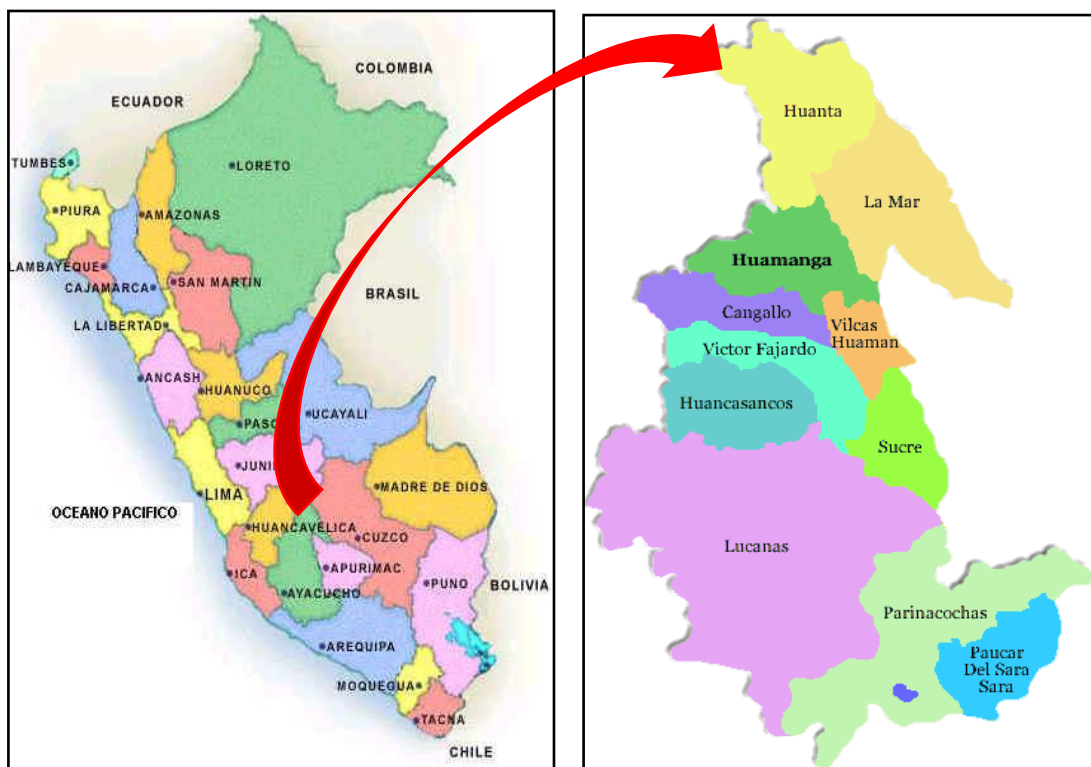 COLOMBIA
ECUADOR
TUMBES
LORETO
PIURA
AMAZONAS
LAMBAYEQUE
SAN MARTIN
CAJAMARCA
BRASIL
LA LIBERTAD
ANCASH
HUANUCO
UCAYALI
PASC
JUNI
MADRE DE DIOS
LIMA
OCEANO PACIFICO
HUANCAVELICA
CUZCO
ICA
APURIMAC
PUNO
BOLIVIA
AYACUCHO
AREQUIPA
MOQUEGUA
TACNA
CHILE
Huanta
La Mar
Huamanga
Cangallo
Vilcas
Huaman
Victor Fajardo
Huancasancos
Sucre
Lucanas
Parinacochas
Paucar
Del Sara
Sara